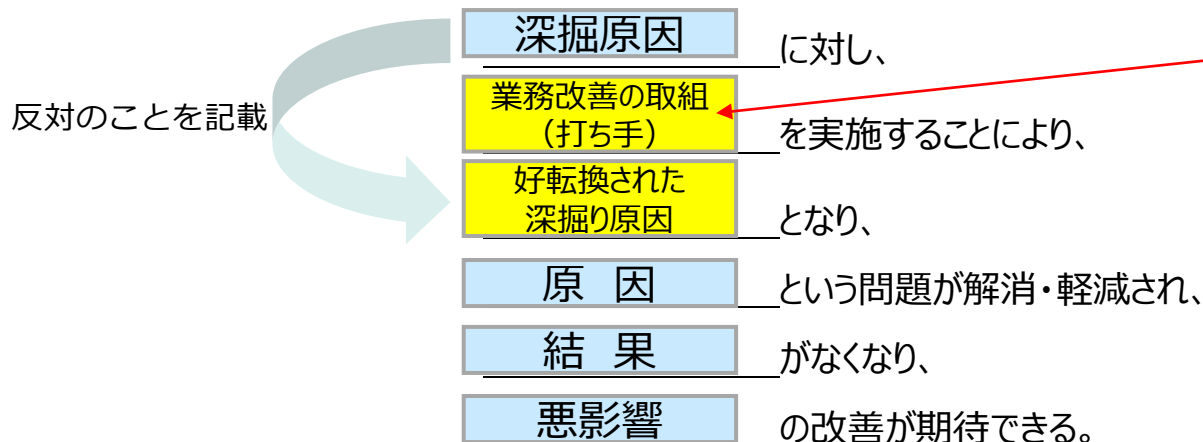 深掘原因 に対し、
業務改善の取組
（打ち手） を実施することにより、
反対のことを記載
好転換された
深掘り原因 となり、
原　因 という問題が解消・軽減され、
結　果 がなくなり、
悪影響 の改善が期待できる。